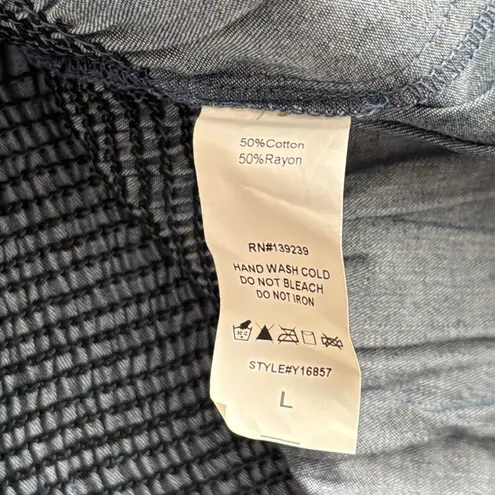 50%Cotton
50%Rayon
RN#139239
HAND WASH COLD
DO NOT BLEACH
DO NOT IRON
STYLE#Y16857
L